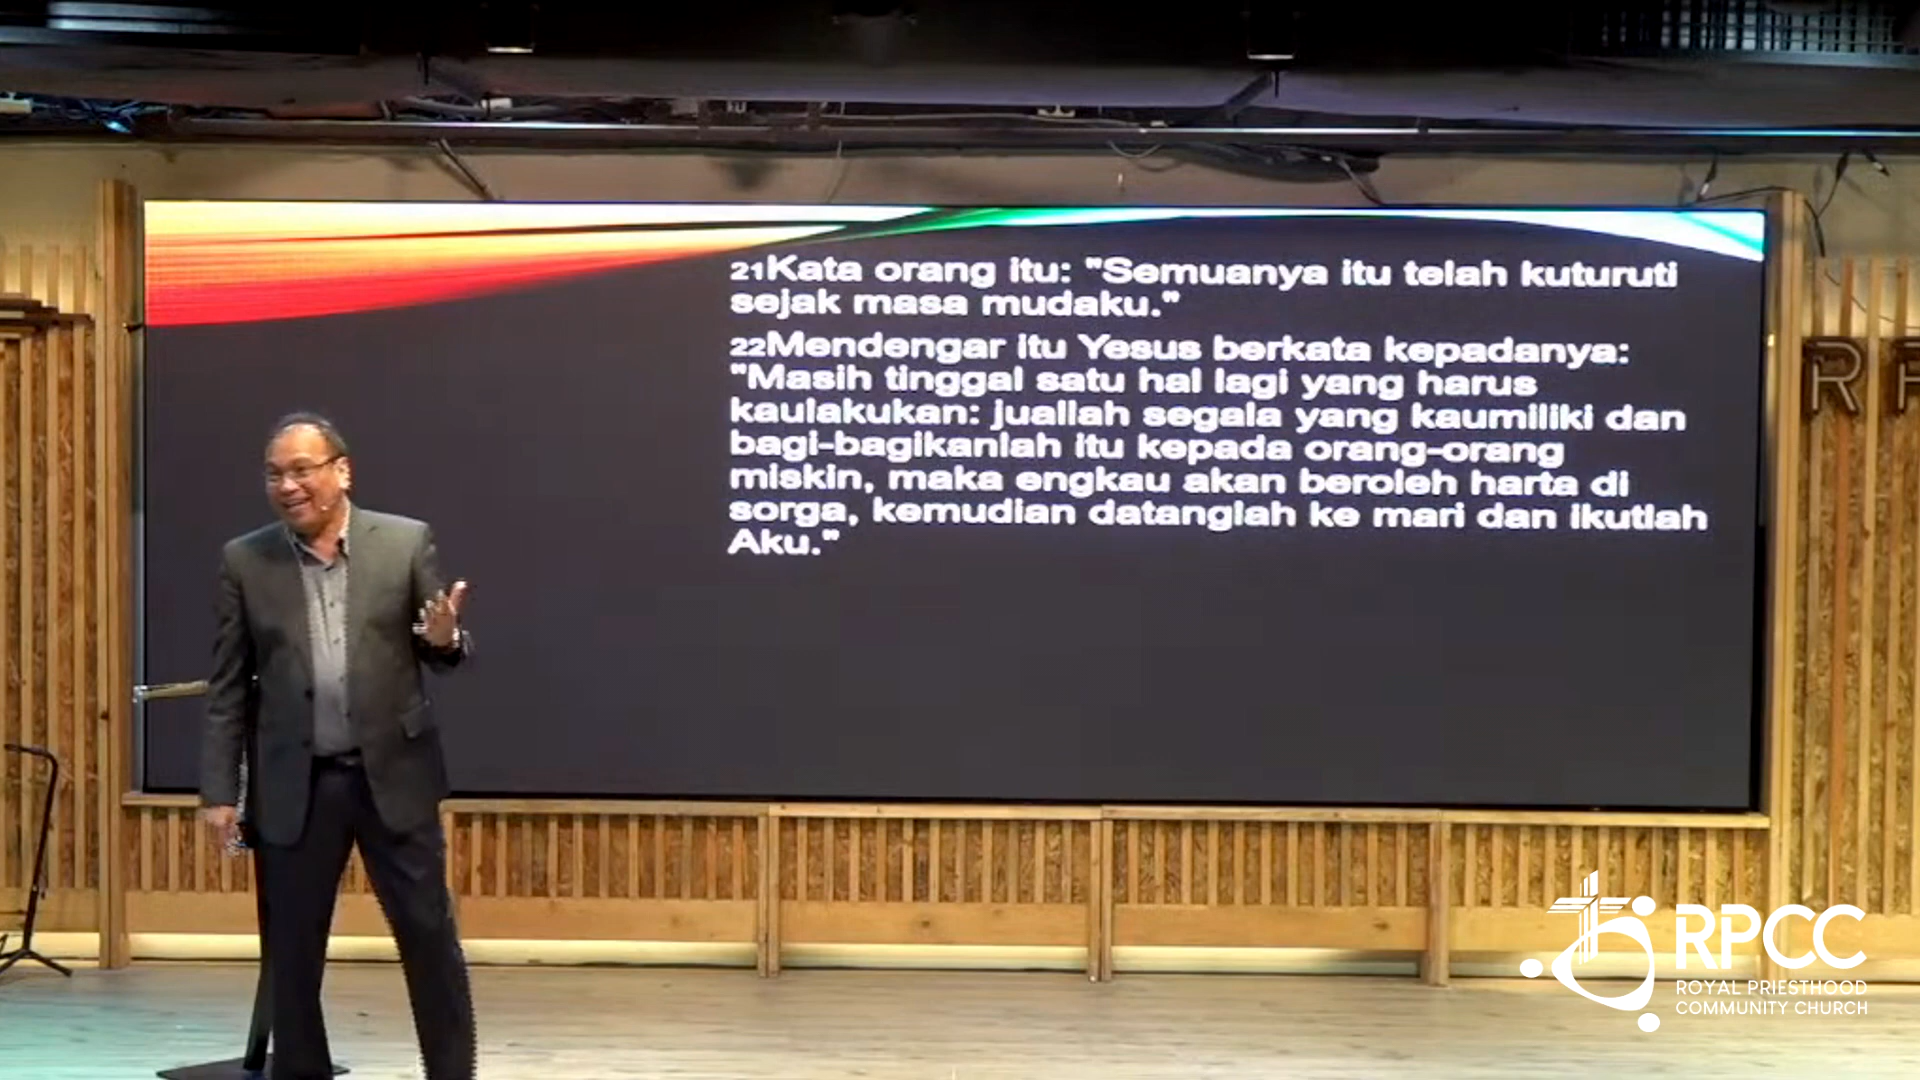 21Kata orang itu: "Semuanya itu telah kuturuti
sejak masa mudaku."
22Mendengar itu Yesus berkata kepadanya:
"Masih tinggal satu hal lagi yang harus
kaulakukan: juallah segala yang kaumiliki dan
bagi-bagikanlah itu kepada orang-orang
miskin, maka engkau akan beroleh harta di
sorga, kemudian datanglah ke mari dan ikutlah
Aku."
R
RPCC
ROYAL PRIESTHOOD
COMMUNITY CHURCH